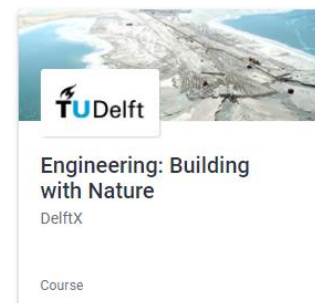 TUDelft
Engineering: Building
with Nature
DelftX
Course